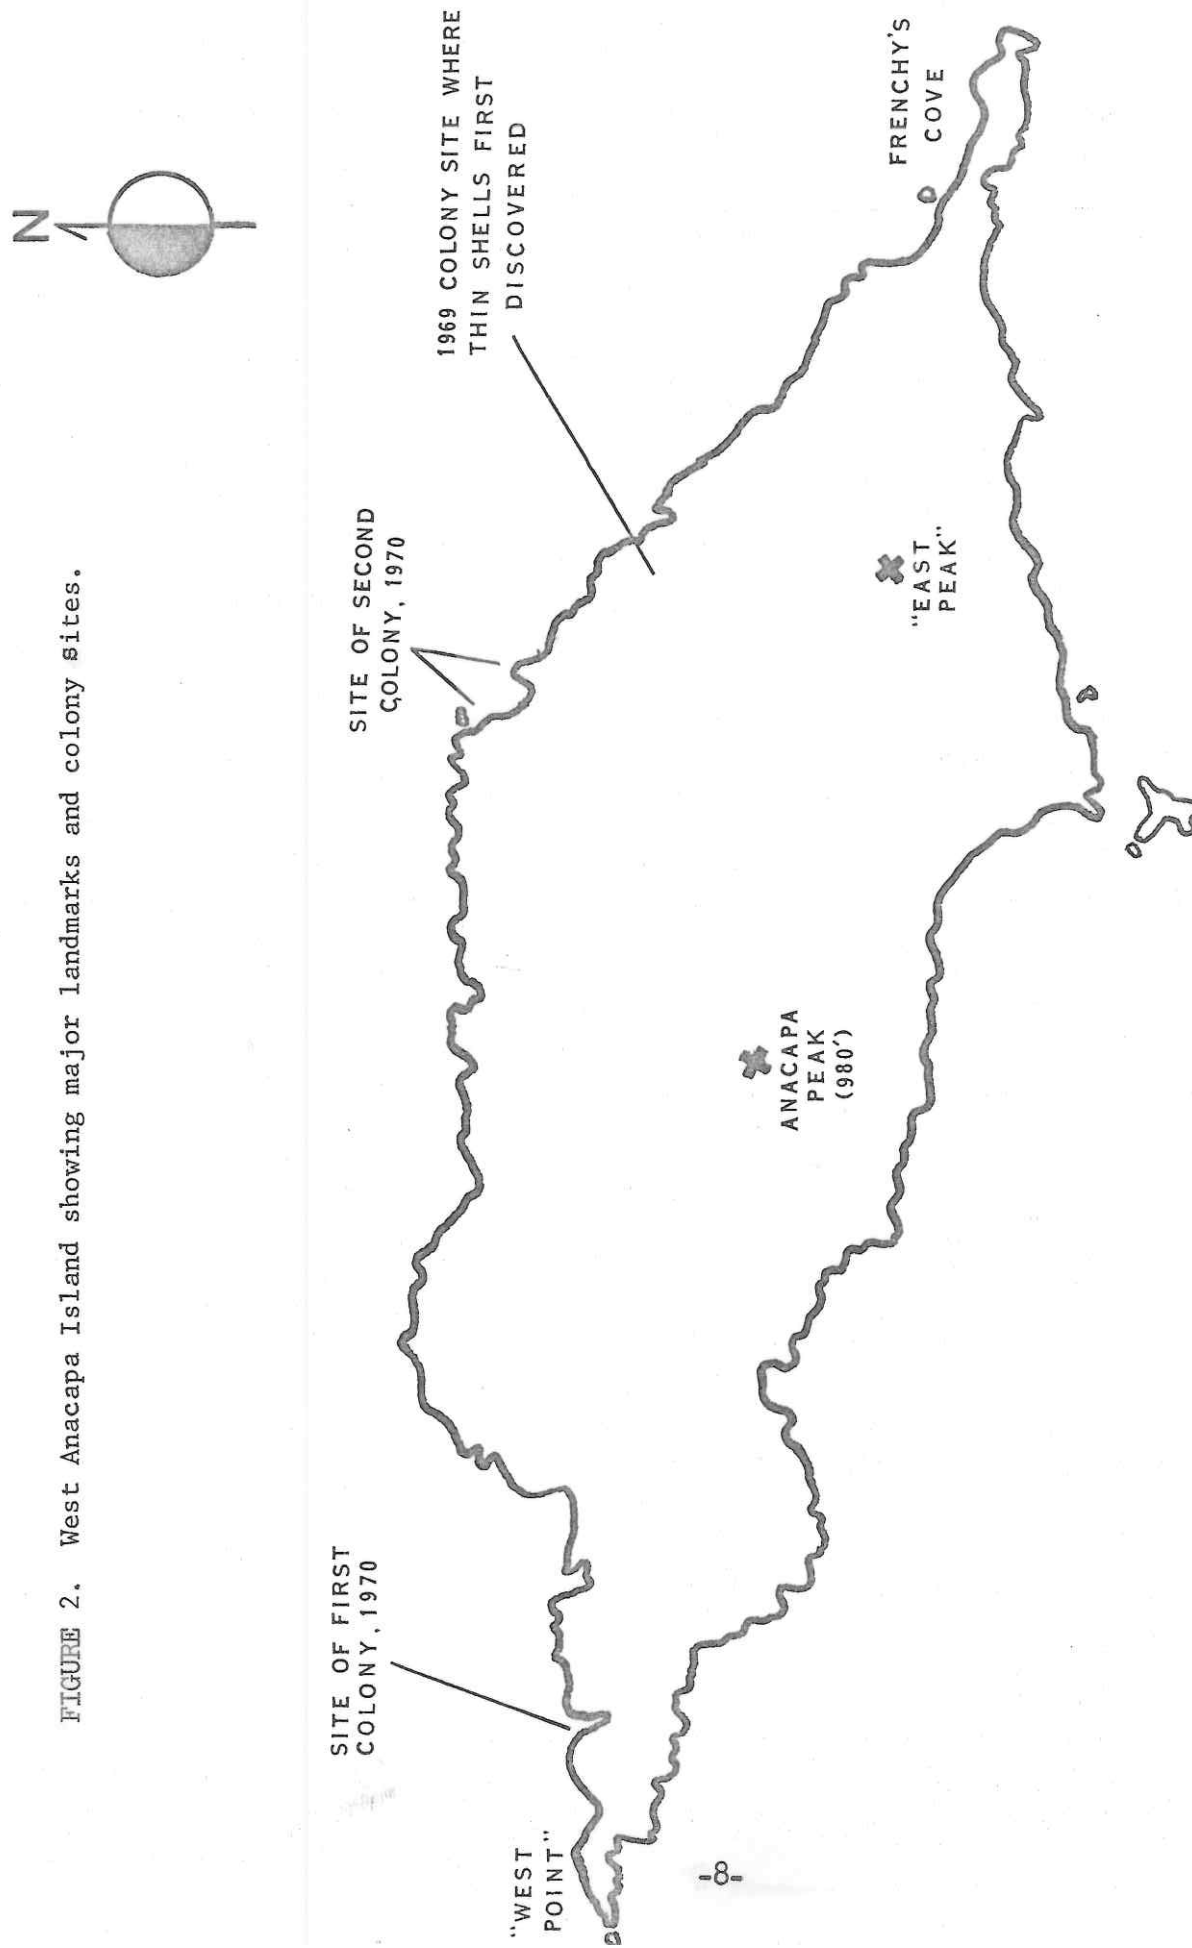 FIGURE 2. West Anacapa Island showing major landmarks and colony sites.
N
1969 COLONY SITE WHERE
THIN SHELLS FIRST
DISCOVERED
SITE OF SECOND
COLONY, 1970
SITE OF FIRST
COLONY, 1970
FRENCHY'S
COVE
"WEST
POINT"
"EAST
PEAK"
ANACAPA
PEAK
(980')
-8-